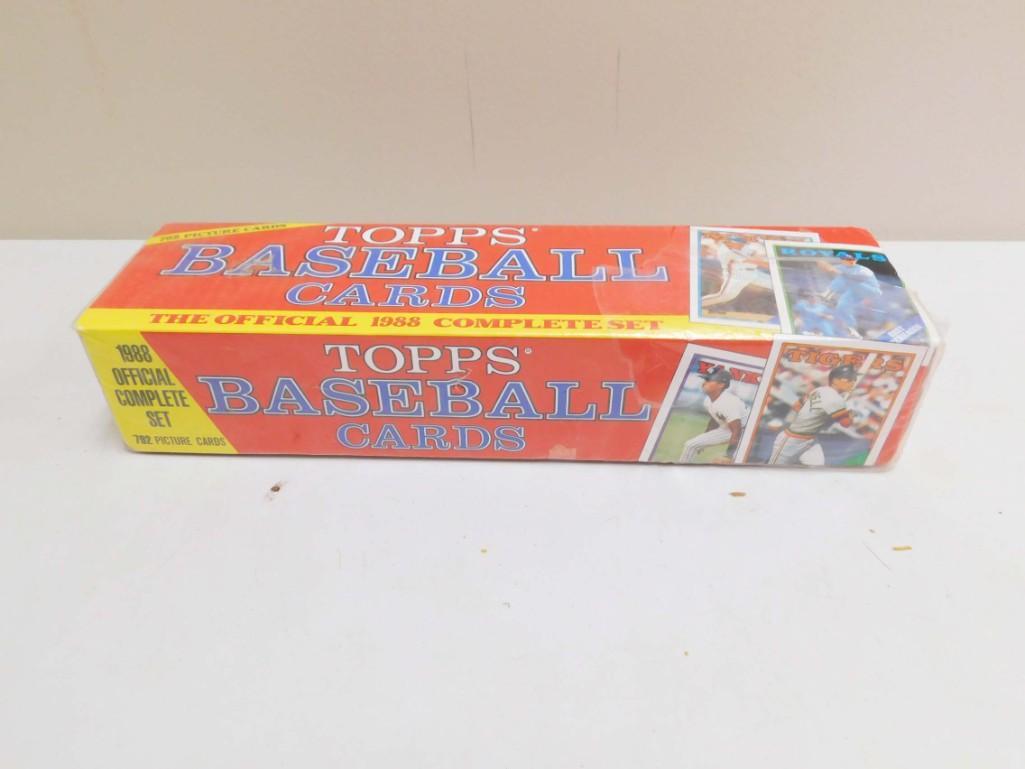 792 PICTURE CARDS
TOPPS®
BASEBALL
CARDS
THE OFFICIAL 1988 COMPLETE SET
ROYALS
1988
OFFICIAL
COMPLETE
SET
792 PICTURE CARDS
TOPPS®
BASEBALL
CARDS
YANK
TIGERS